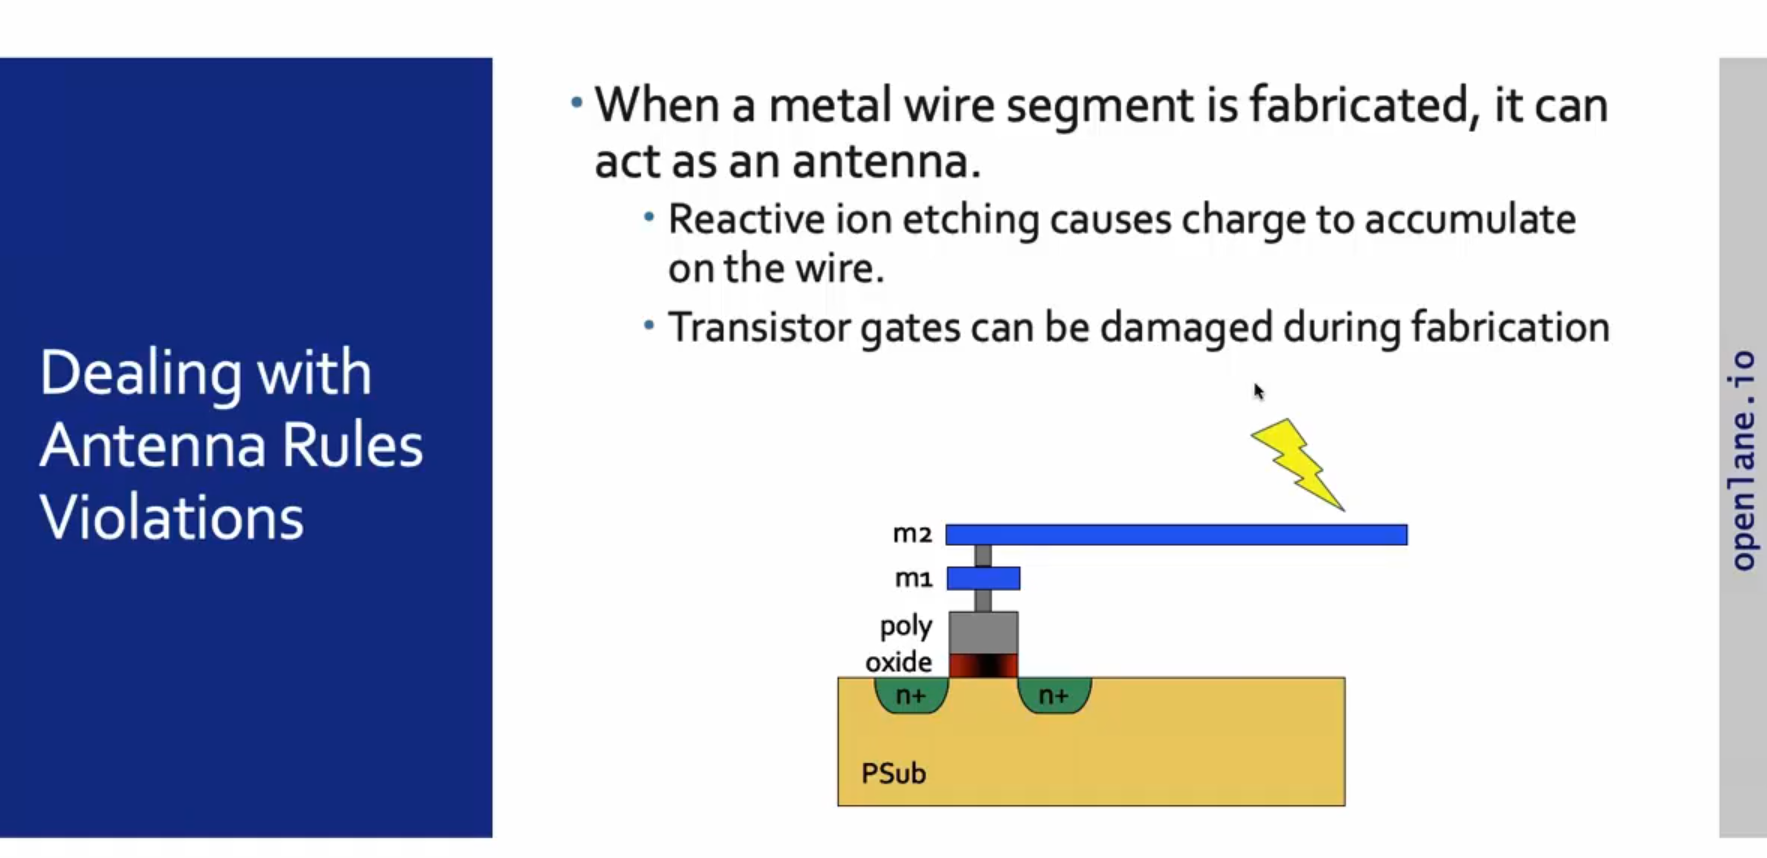 Dealing with
Antenna Rules
Violations
• When a metal wire segment is fabricated, it can
act as an antenna.
• Reactive ion etching causes charge to accumulate
on the wire.
• Transistor gates can be damaged during fabrication
m2
m1
poly
oxide
n+ n+
PSub
openlane.io